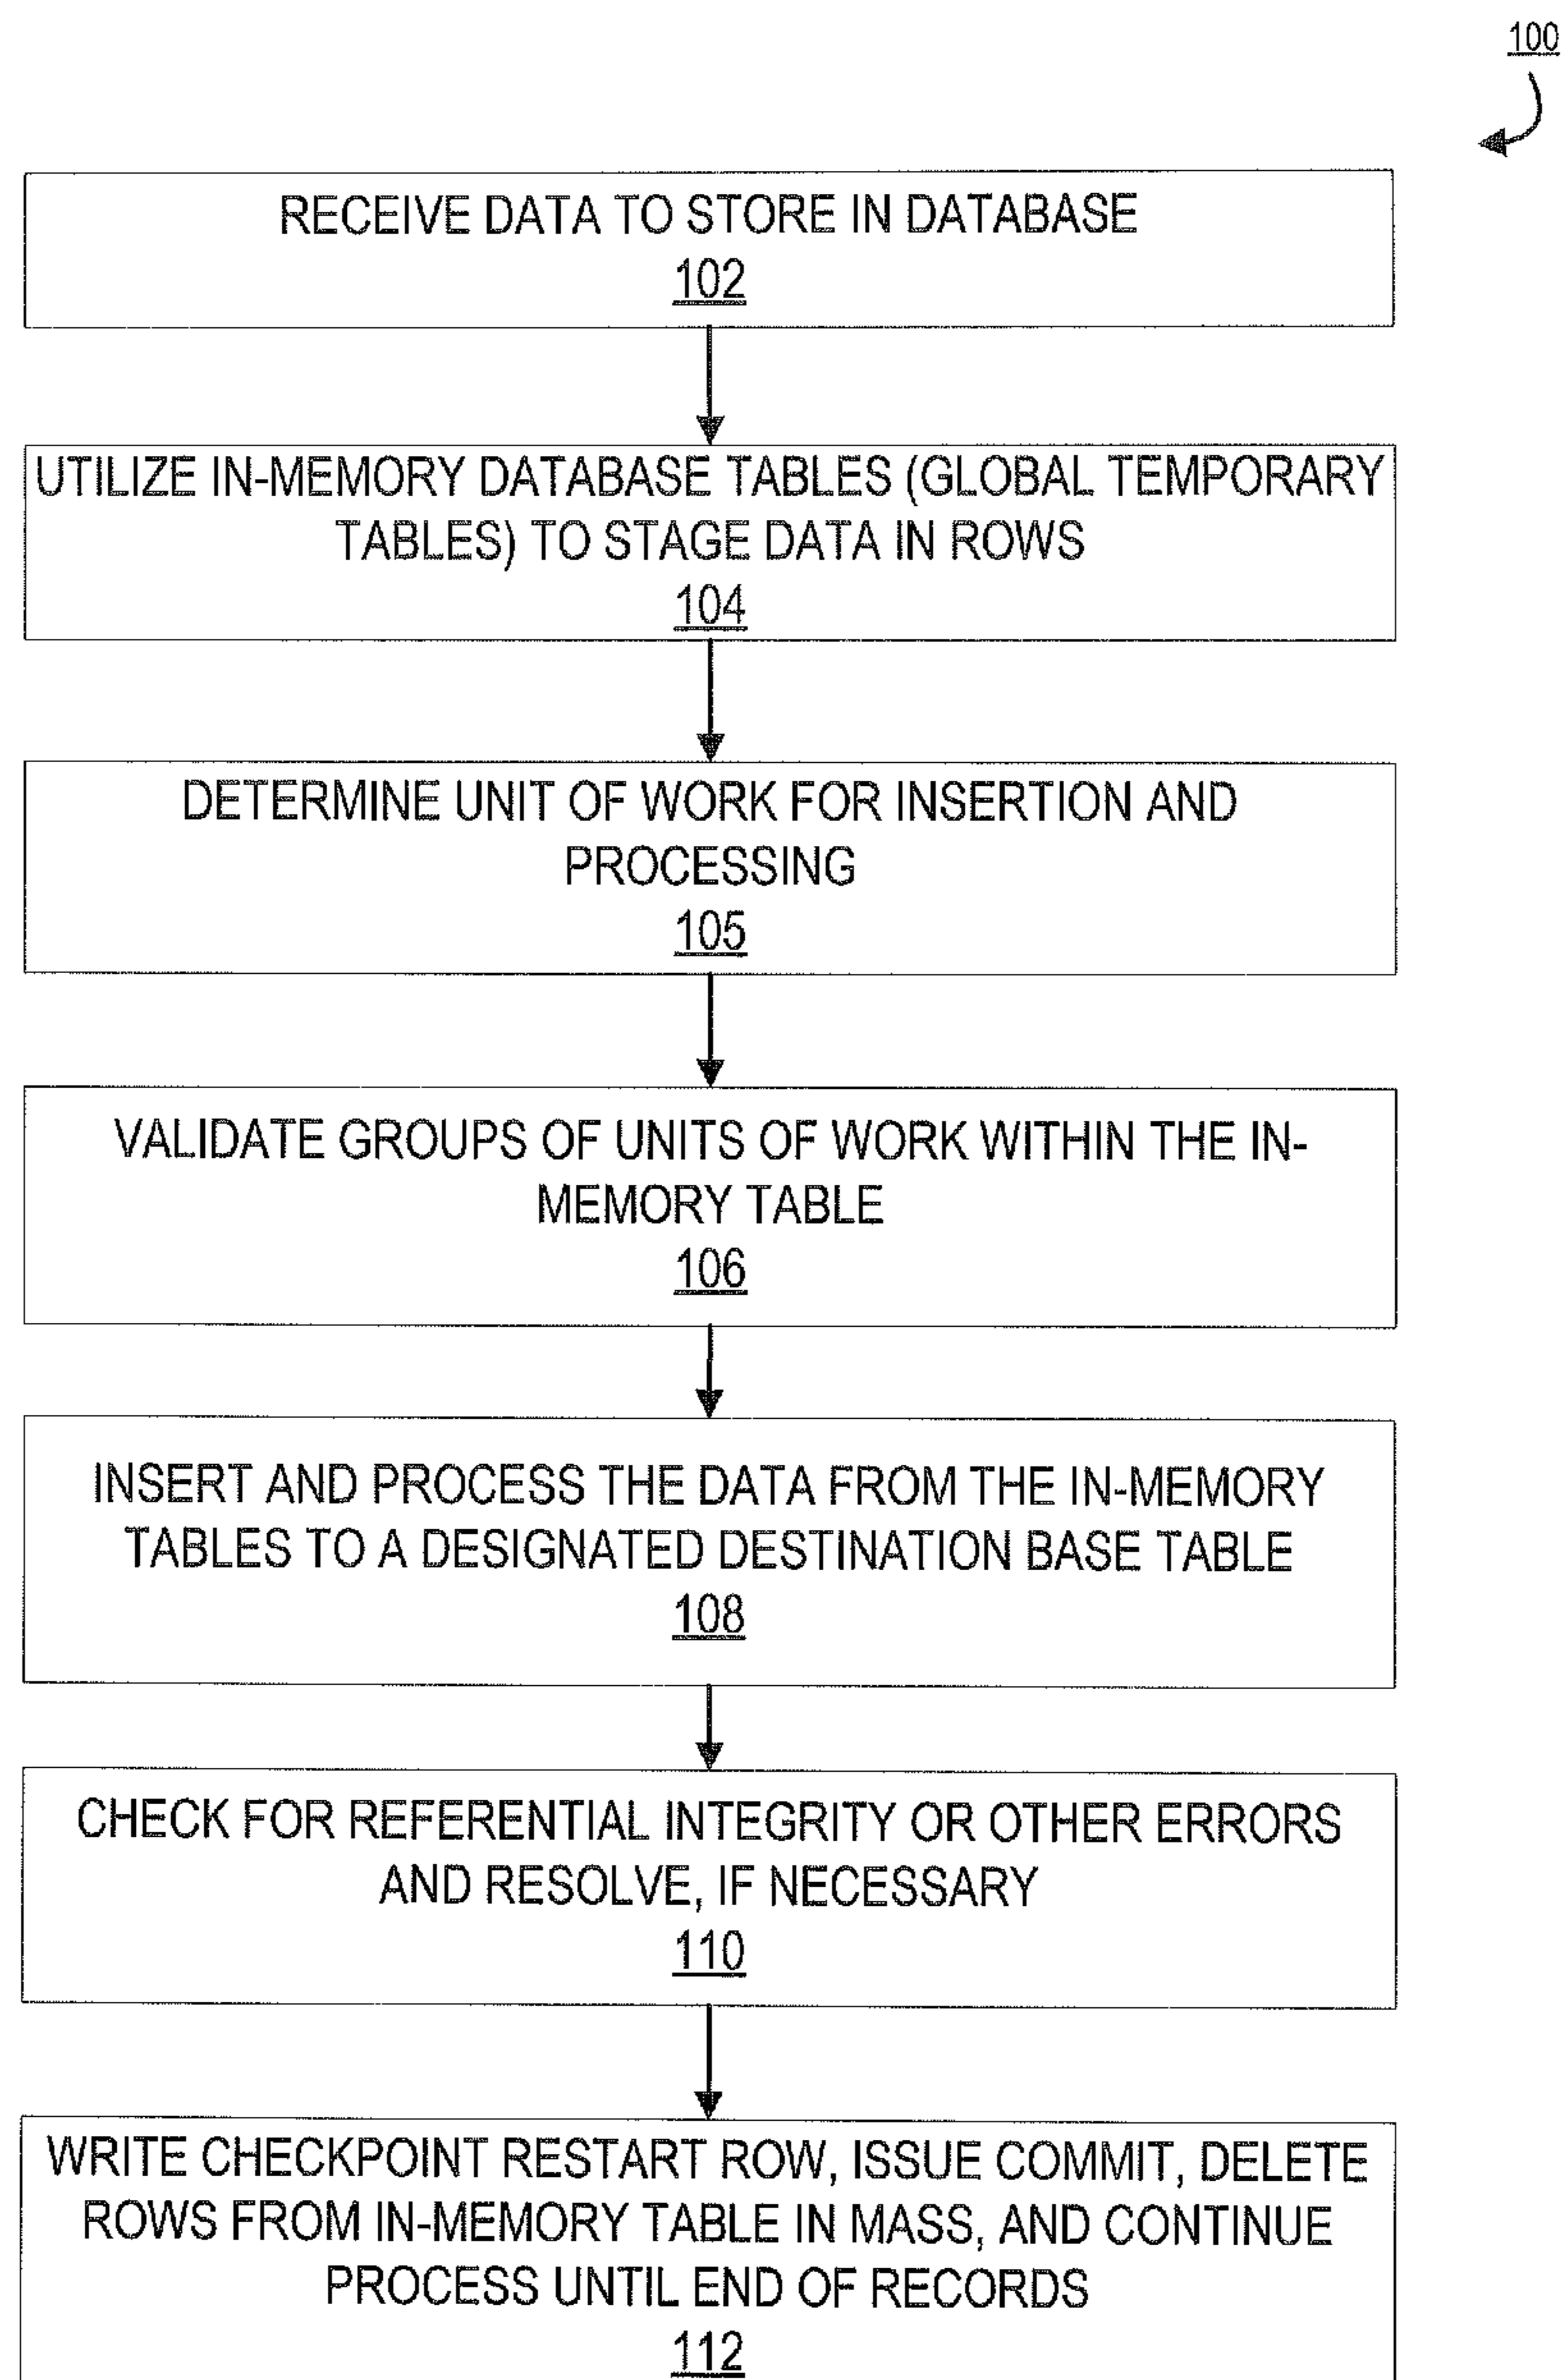 100
RECEIVE DATA TO STORE IN DATABASE
102
UTILIZE IN-MEMORY DATABASE TABLES (GLOBAL TEMPORARY
TABLES) TO STAGE DATA IN ROWS
104
DETERMINE UNIT OF WORK FOR INSERTION AND
PROCESSING
105
VALIDATE GROUPS OF UNITS OF WORK WITHIN THE IN-
MEMORY TABLE
106
INSERT AND PROCESS THE DATA FROM THE IN-MEMORY
TABLES TO A DESIGNATED DESTINATION BASE TABLE
108
CHECK FOR REFERENTIAL INTEGRITY OR OTHER ERRORS
AND RESOLVE, IF NECESSARY
110
WRITE CHECKPOINT RESTART ROW, ISSUE COMMIT, DELETE
ROWS FROM IN-MEMORY TABLE IN MASS, AND CONTINUE
PROCESS UNTIL END OF RECORDS
112